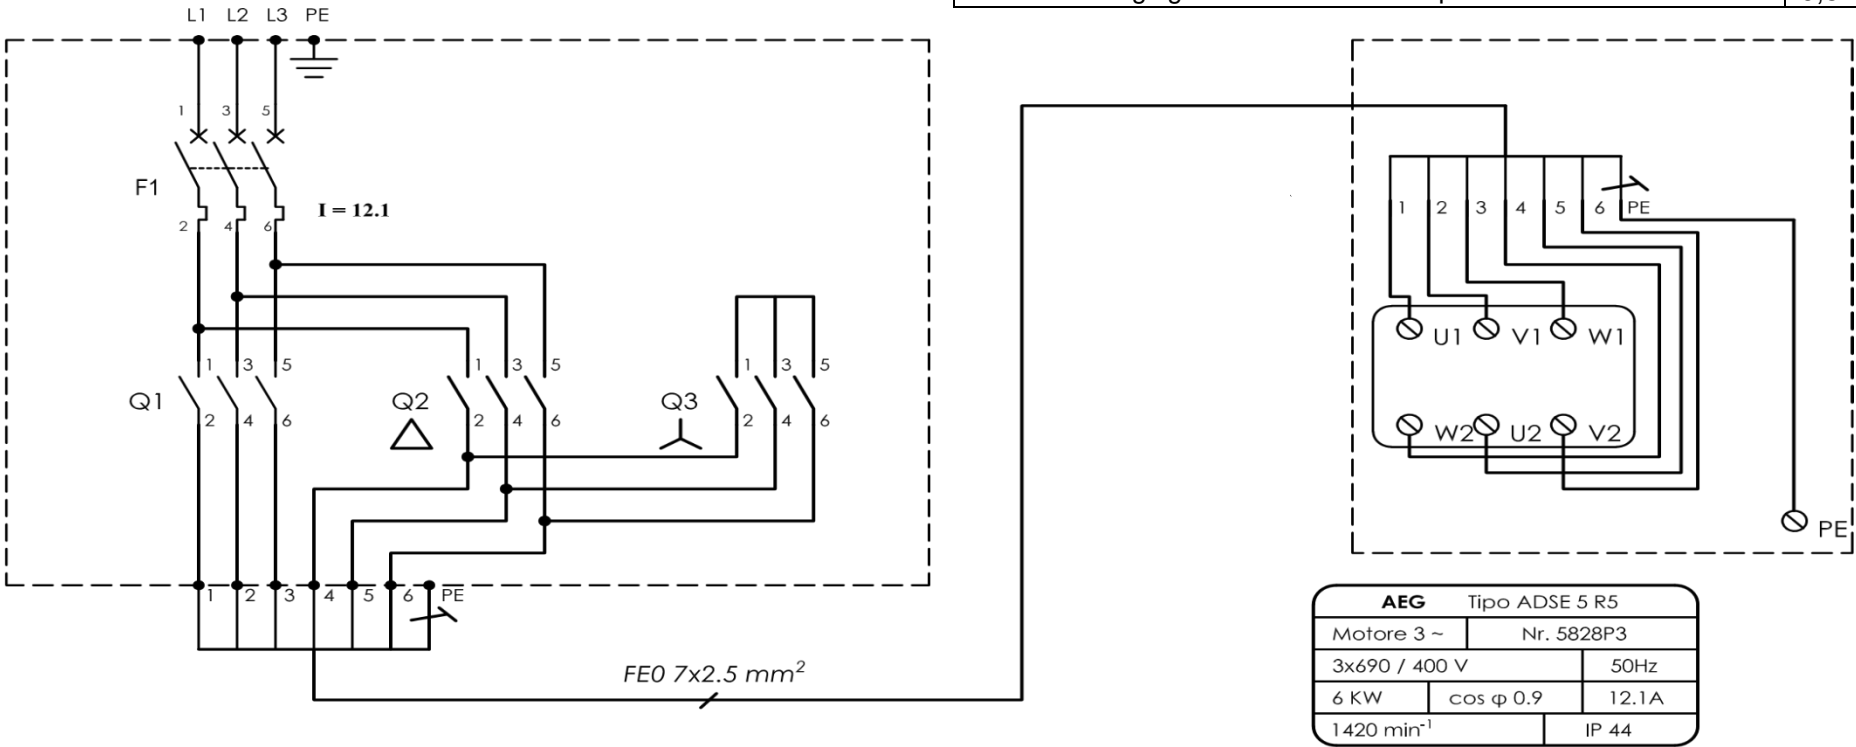 L1 L2 L3 PE
1 3 5
F1
I = 12.1
2 4 6
1 3 5 1 3 5 1 3 5
Q1 Q2 Q3
2 4 6 2 4 6 2 4 6
1 2 3 4 5 6 PE
FE0 7x2.5 mm²
1 2 3 4 5 6 PE
U1 V1 W1
W2 U2 V2
PE
AEG Tipo ADSE 5 R5
Motore 3 ~ Nr. 5828P3
3x690 / 400 V 50Hz
6 KW cos φ 0.9 12.1A
1420 min⁻¹ IP 44